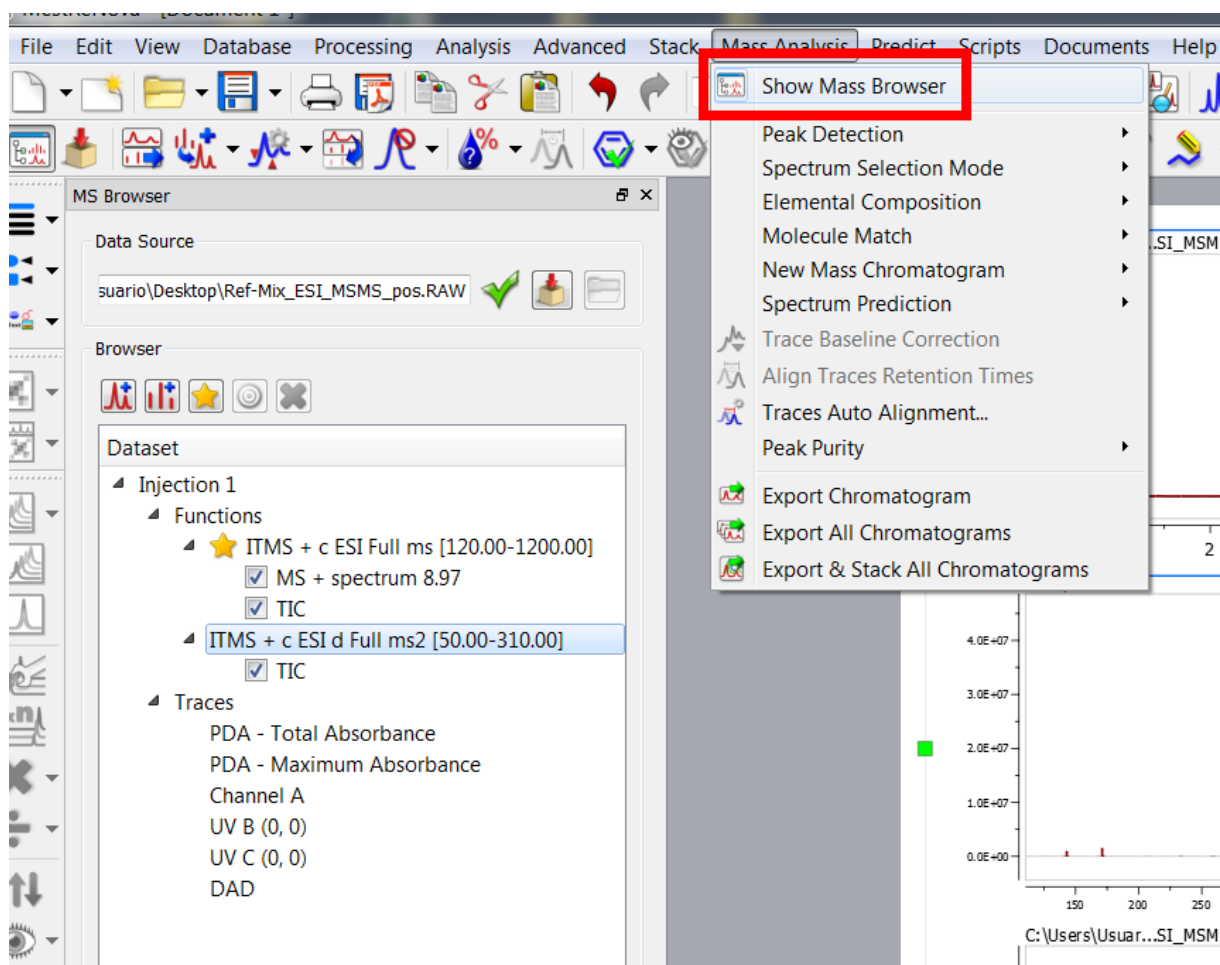 File Edit View Database Processing Analysis Advanced Stack Mass Analysis Predict Scripts Documents Help
Show Mass Browser
Peak Detection
Spectrum Selection Mode
Elemental Composition
Molecule Match
New Mass Chromatogram
Spectrum Prediction
Trace Baseline Correction
Align Traces Retention Times
Traces Auto Alignment...
Peak Purity
Export Chromatogram
Export All Chromatograms
Export & Stack All Chromatograms
MS Browser
Data Source
suario\Desktop\Ref-Mix_ESI_MSMS_pos.RAW
Browser
Dataset
Injection 1
Functions
ITMS + c ESI Full ms [120.00-1200.00]
MS + spectrum 8.97
TIC
ITMS + c ESI d Full ms2 [50.00-310.00]
TIC
Traces
PDA - Total Absorbance
PDA - Maximum Absorbance
Channel A
UV B (0, 0)
UV C (0, 0)
DAD
...SI_MSM
2
4.0E+07
3.0E+07
2.0E+07
1.0E+07
0.0E+00
150 200 250
C:\Users\Usuar...SI_MSM